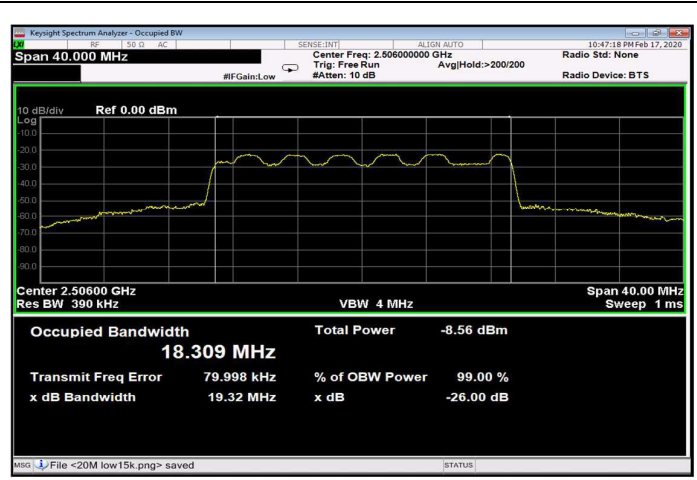 Keysight Spectrum Analyzer - Occupied BW
LXI RF 50 Ω AC SENSE:INT ALIGN AUTO 10:47:18 PM Feb 17, 2020
Span 40.000 MHz Center Freq: 2.506000000 GHz Radio Std: None
Trig: Free Run Avg|Hold:>200/200
#IFGain:Low #Atten: 10 dB Radio Device: BTS
10 dB/div Ref 0.00 dBm
Log
-10.0
-20.0
-30.0
-40.0
-50.0
-60.0
-70.0
-80.0
-90.0
Center 2.50600 GHz Span 40.00 MHz
Res BW 390 kHz VBW 4 MHz Sweep 1 ms
Occupied Bandwidth Total Power -8.56 dBm
18.309 MHz
Transmit Freq Error 79.998 kHz % of OBW Power 99.00 %
x dB Bandwidth 19.32 MHz x dB -26.00 dB
MSG File <20M low15k.png> saved STATUS